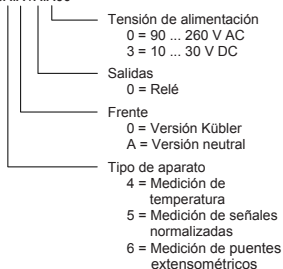 Tensión de alimentación
0 = 90 ... 260 V AC
3 = 10 ... 30 V DC
Salidas
0 = Relé
Frente
0 = Versión Kübler
A = Versión neutral
Tipo de aparato
4 = Medición de
temperatura
5 = Medición de señales
normalizadas
6 = Medición de puentes
extensométricos